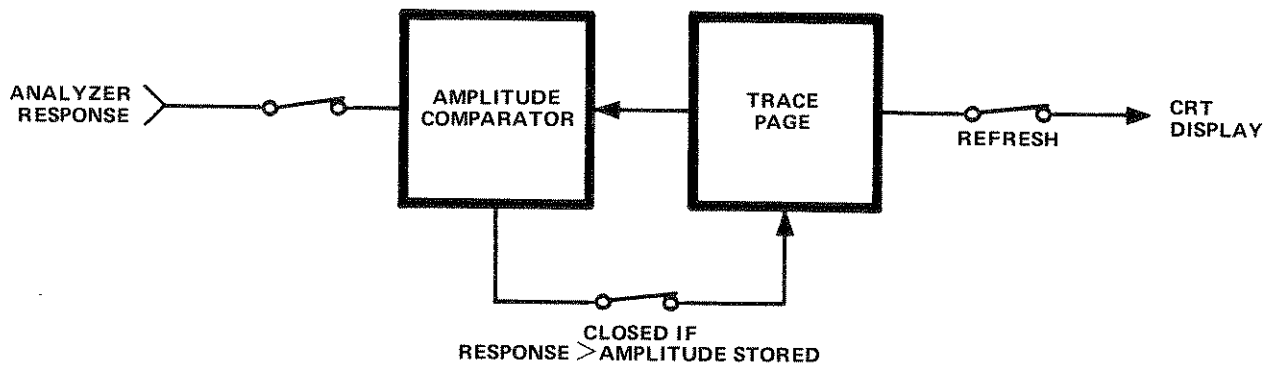 ANALYZER
RESPONSE
AMPLITUDE
COMPARATOR
TRACE
PAGE
REFRESH
CRT
DISPLAY
CLOSED IF
RESPONSE > AMPLITUDE STORED